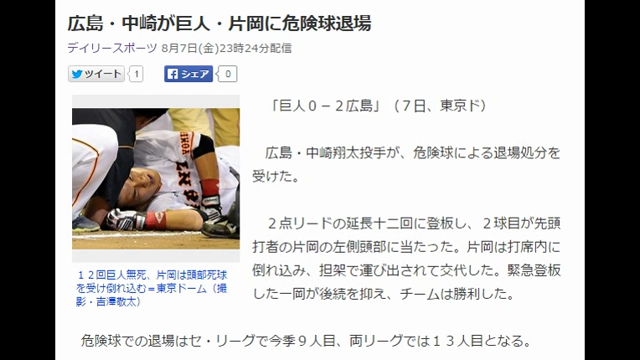 広島・中崎が巨人・片岡に危険球退場
デイリースポーツ 8月7日(金)23時24分配信
ツイート 1 シェア 0
「巨人0－2広島」（7日、東京ド）
広島・中崎翔太投手が、危険球による退場処分を
受けた。
2点リードの延長十二回に登板し、2球目が先頭
打者の片岡の左側頭部に当たった。片岡は打席内に
倒れ込み、担架で運び出されて交代した。緊急登板
した一岡が後続を抑え、チームは勝利した。
12回巨人無死、片岡は頭部死球
を受け倒れ込む＝東京ドーム（撮
影・吉澤敬太）
危険球での退場はセ・リーグで今季9人目、両リーグでは13人目となる。